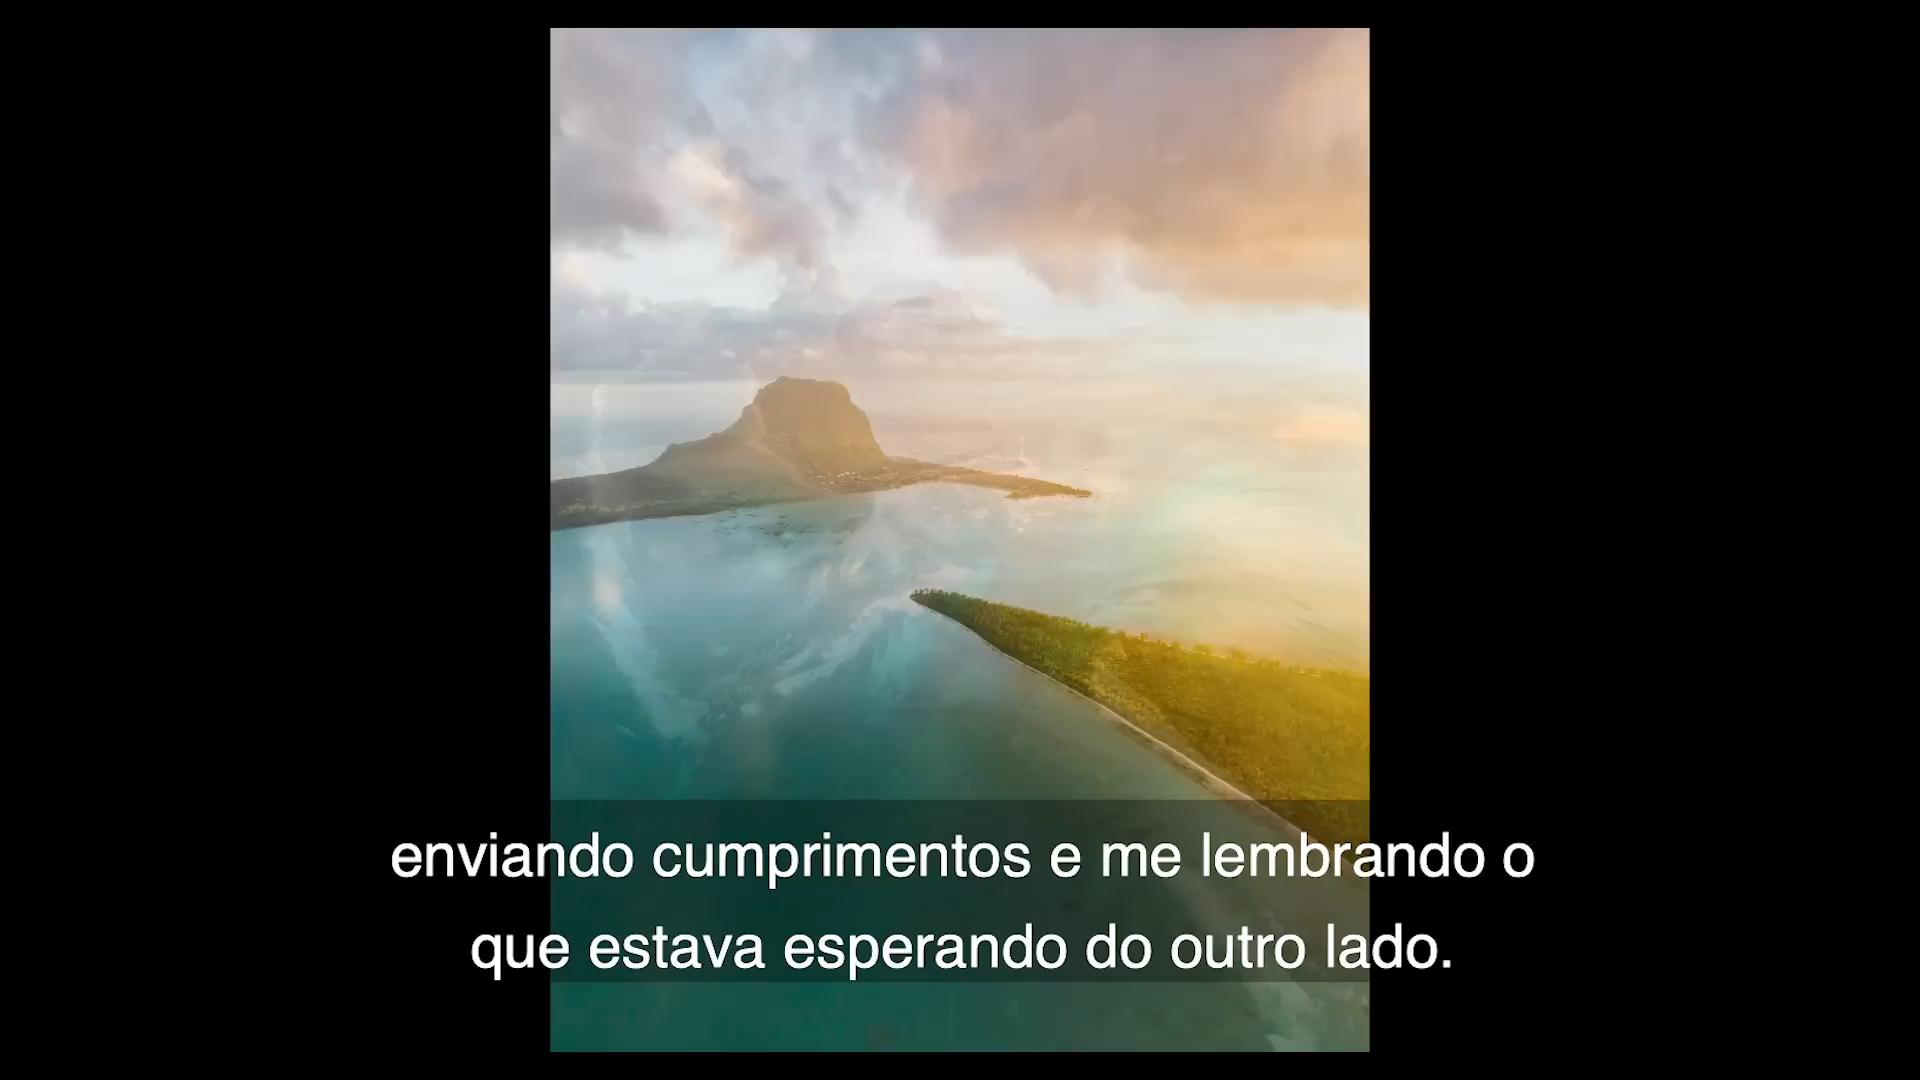 enviando cumprimentos e me lembrando o
que estava esperando do outro lado.